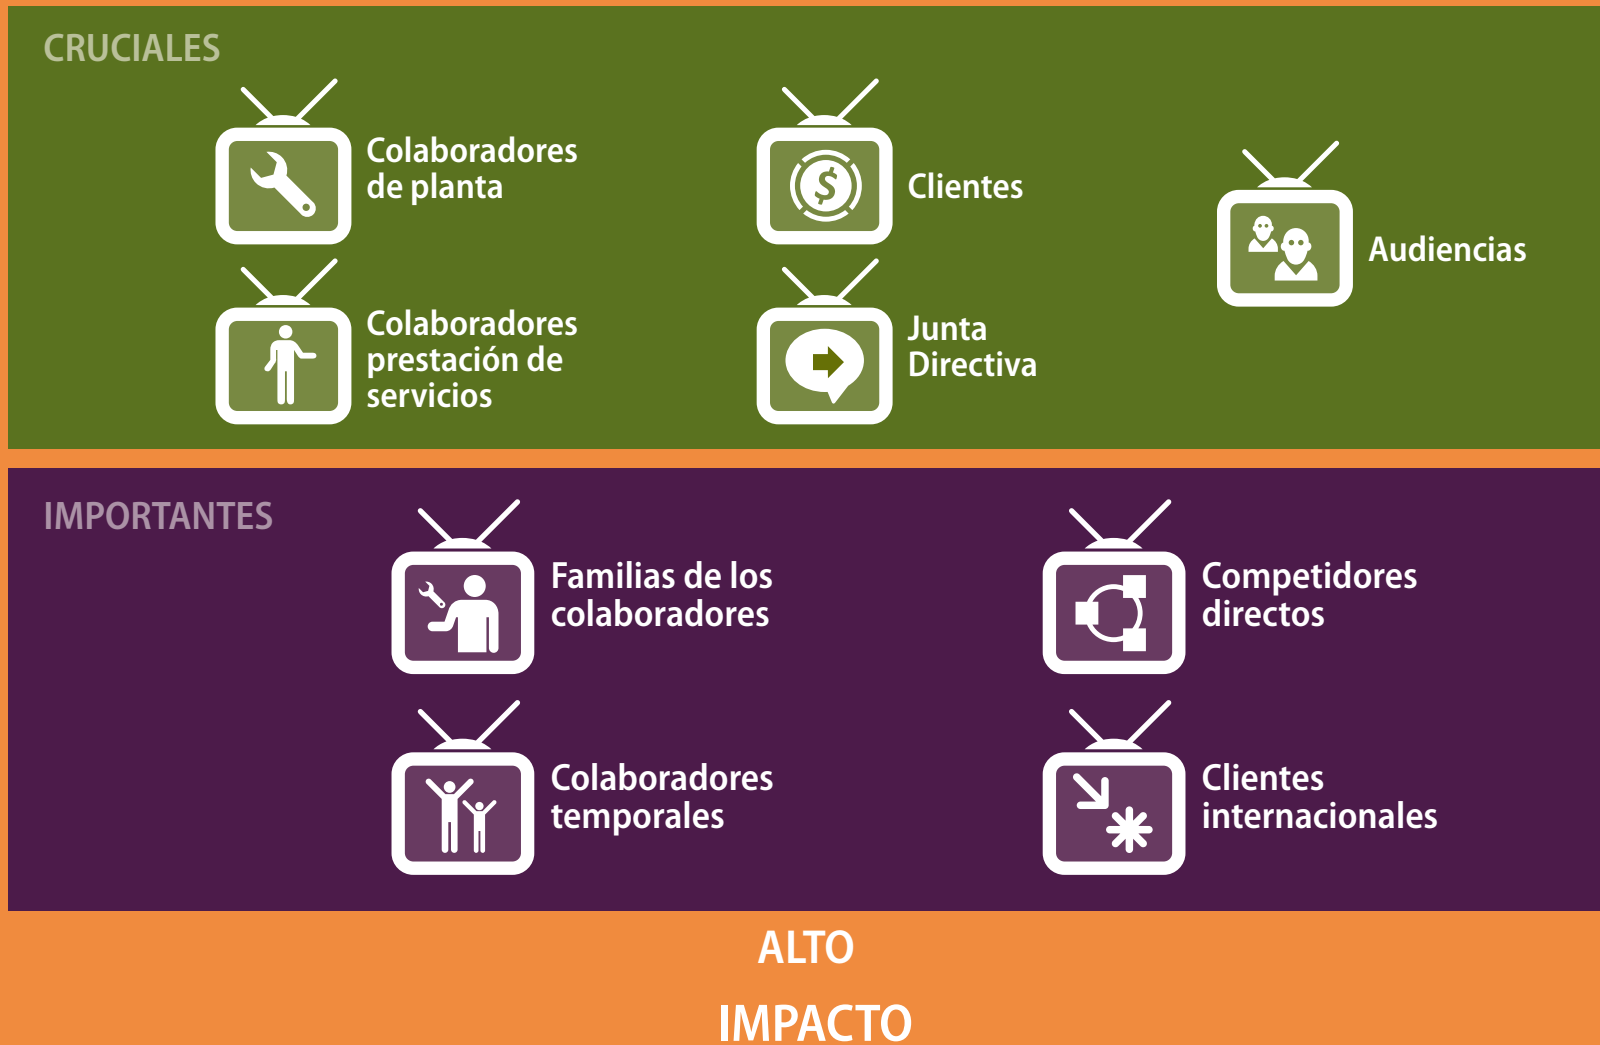 CRUCIALES
Colaboradores
de planta
Clientes
Audiencias
Colaboradores
prestación de
servicios
Junta
Directiva
IMPORTANTES
Familias de los
colaboradores
Competidores
directos
Colaboradores
temporales
Clientes
internacionales
ALTO
IMPACTO